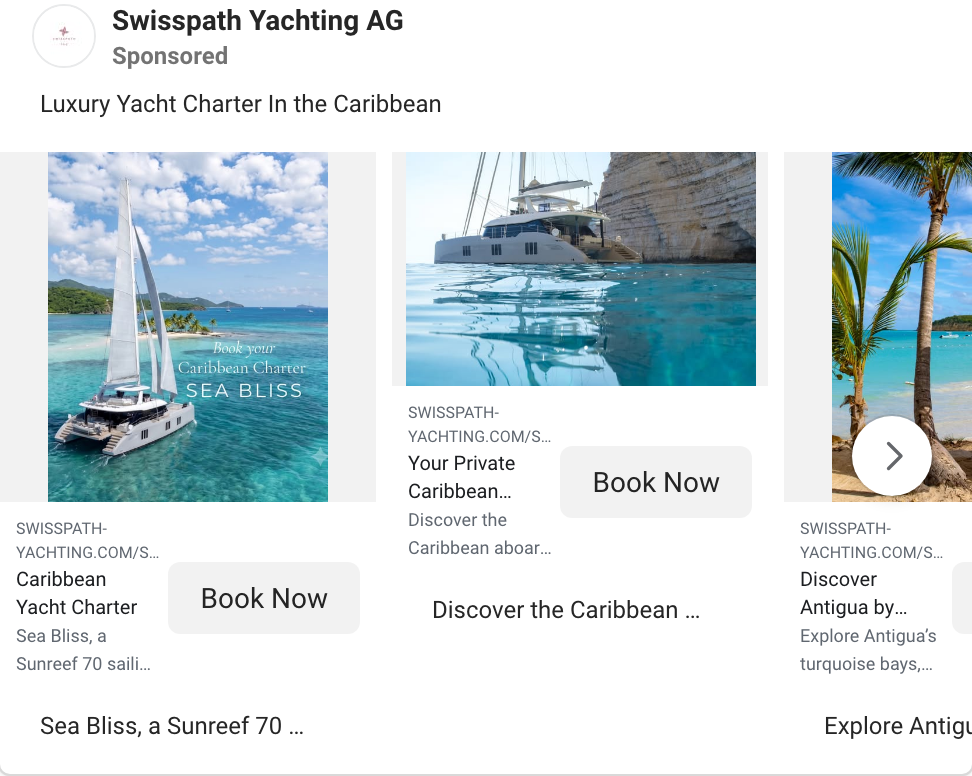 Swisspath Yachting AG
Sponsored
Luxury Yacht Charter In the Caribbean
Book your
Caribbean Charter
SEA BLISS
SWISSPATH-
YACHTING.COM/S...
Caribbean
Yacht Charter
Sea Bliss, a
Sunreef 70 saili...
Book Now
Sea Bliss, a Sunreef 70 ...
SWISSPATH-
YACHTING.COM/S...
Your Private
Caribbean...
Discover the
Caribbean aboar...
Book Now
Discover the Caribbean ...
SWISSPATH-
YACHTING.COM/S...
Discover
Antigua by...
Explore Antigua’s
turquoise bays,...
Explore Antigu